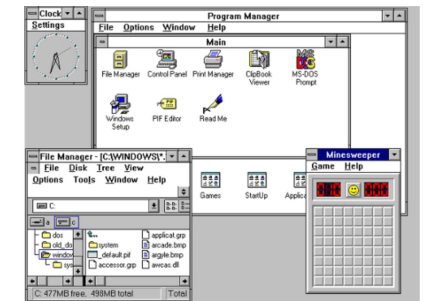 Clock
Settings
Program Manager
File Options Window Help
Main
File Manager
Control Panel
Print Manager
ClipBook Viewer
MS-DOS Prompt
Windows Setup
PIF Editor
Read Me
Games
StartUp
Applica
File Manager - [C:\WINDOWS\*.
File Disk Tree View
Options Tools Window Help
C:
a
c
dos
old_do
window
sys
system
_default.pif
accessor.grp
applicat.grp
arcade.bmp
argyle.bmp
C: 477MB free, 498MB total
Total
Minesweeper
Game Help